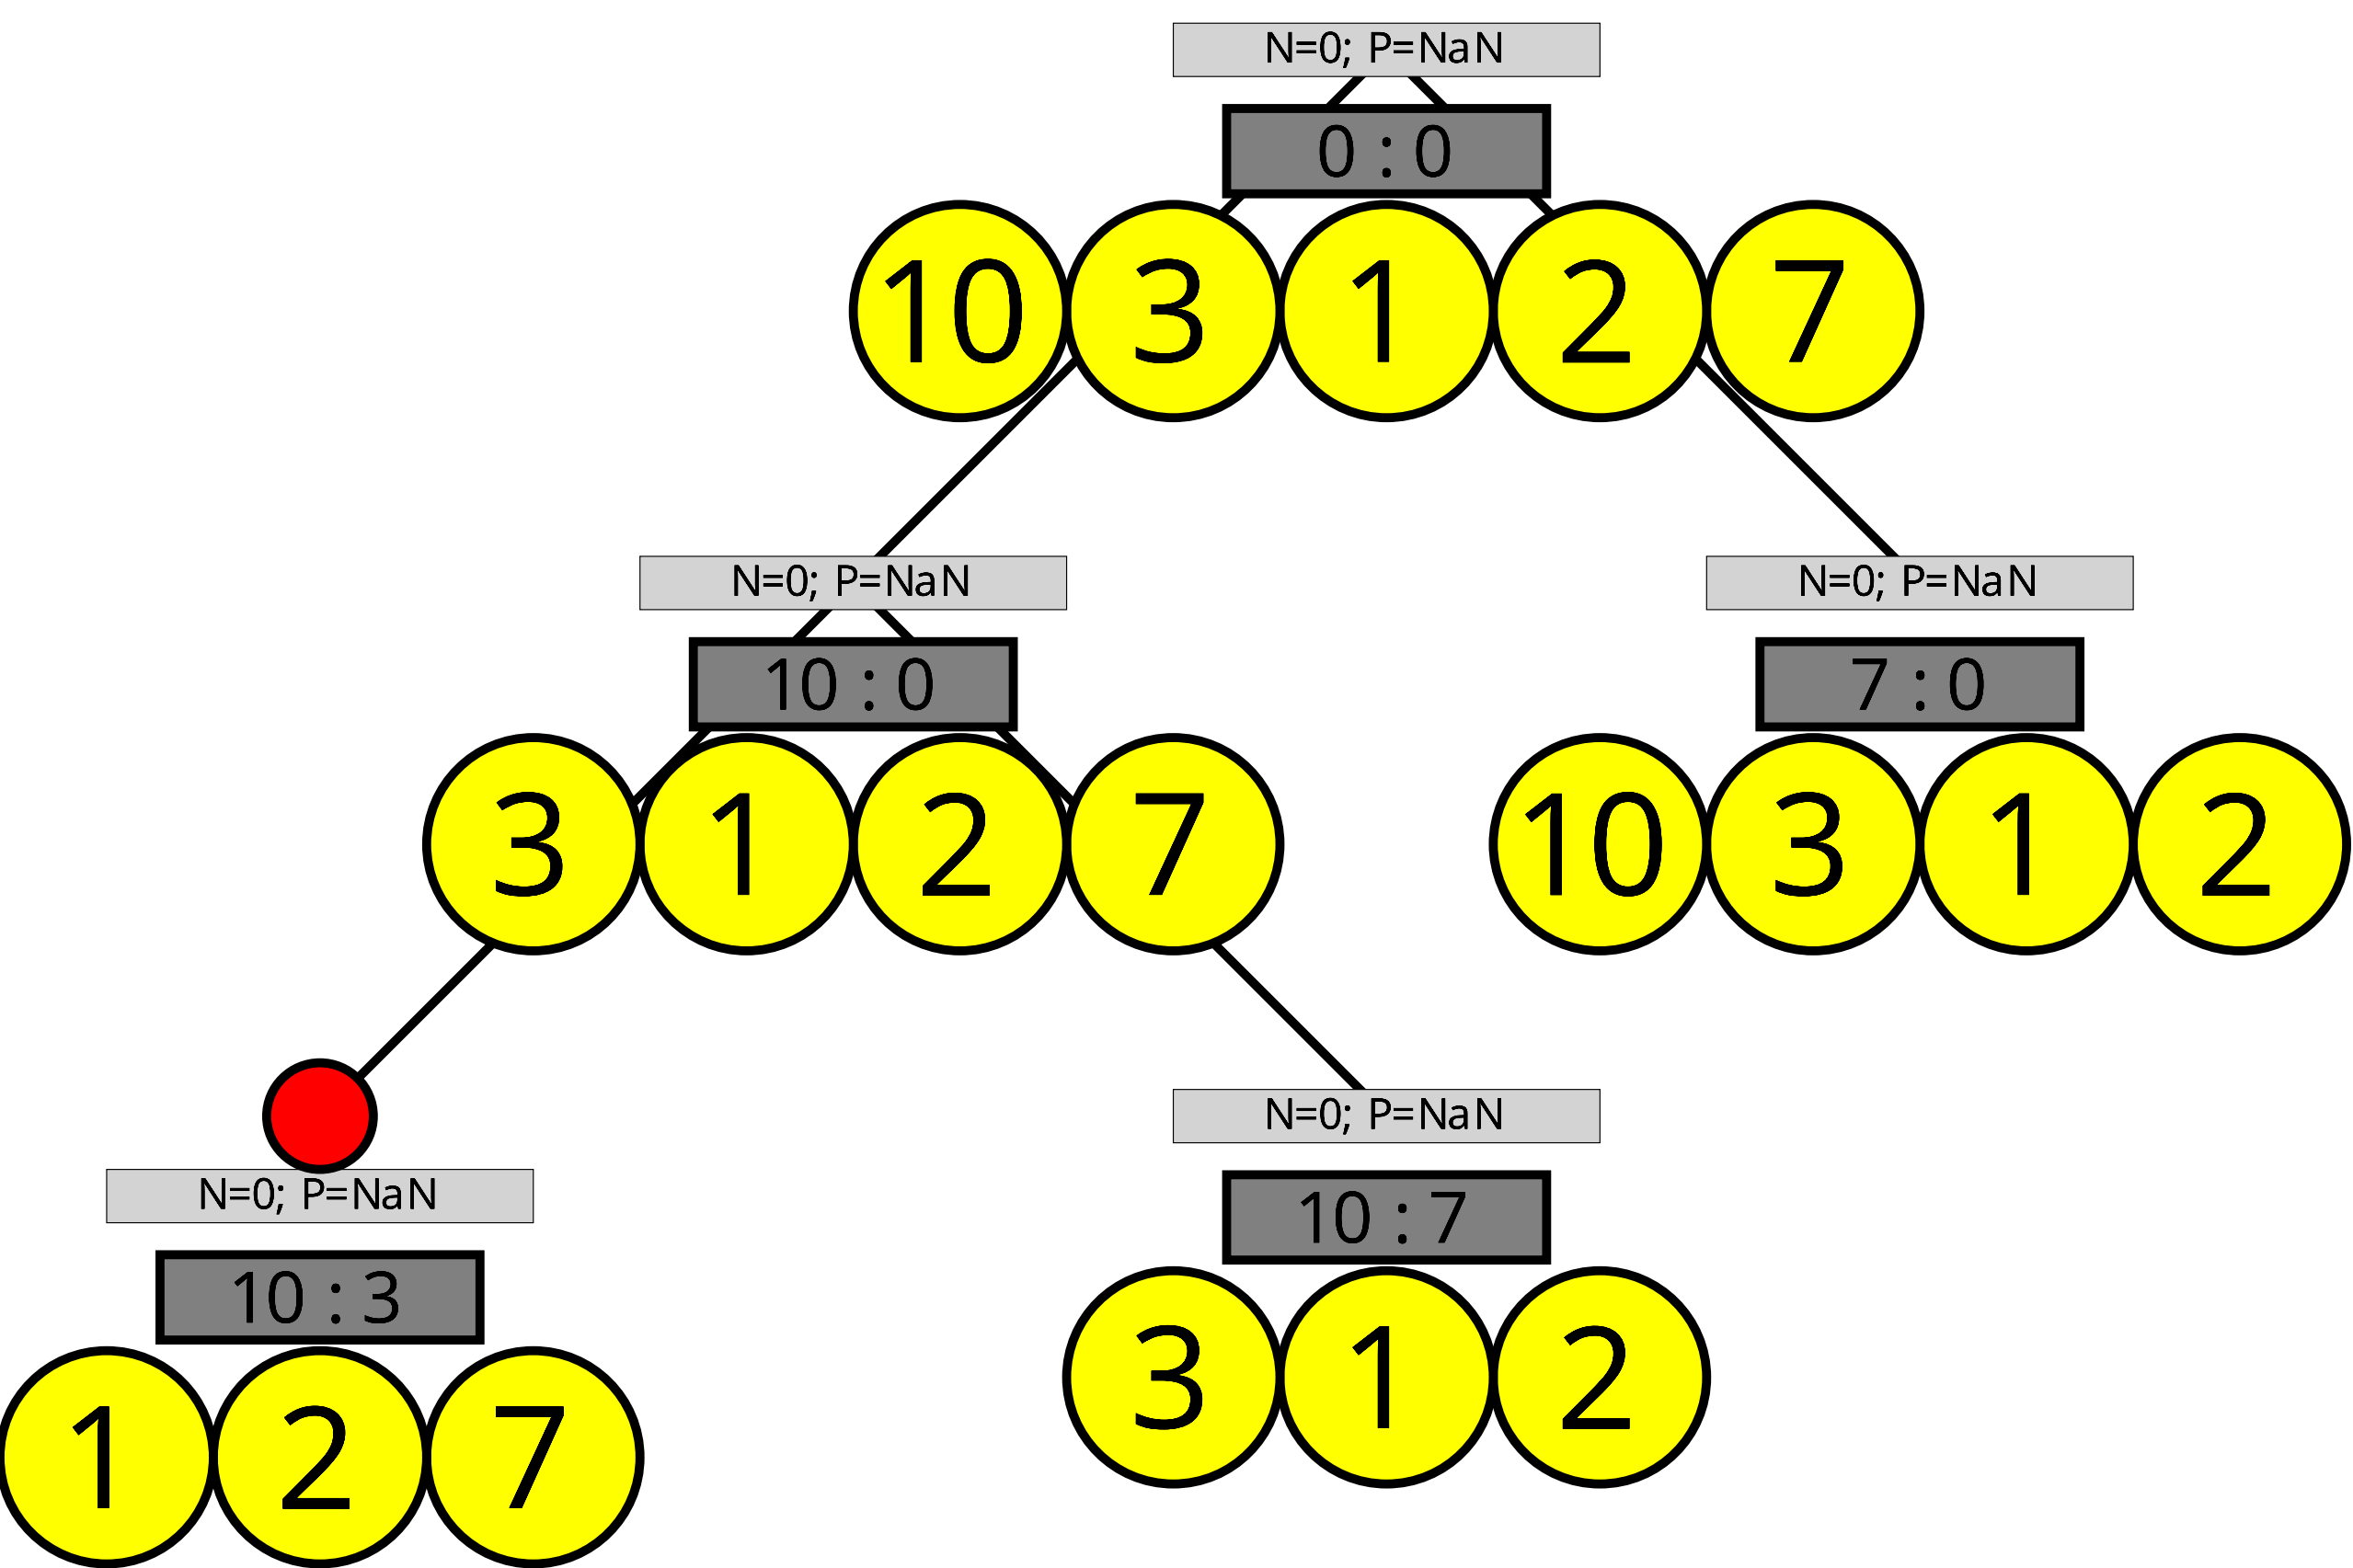 N=0; P=NaN
0 : 0
10 3 1 2 7
N=0; P=NaN
N=0; P=NaN
10 : 0
7 : 0
3 1 2 7
10 3 1 2
N=0; P=NaN
N=0; P=NaN
10 : 7
10 : 3
3 1 2
1 2 7